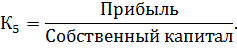 К₅ = Прибыль / Собственный капитал.